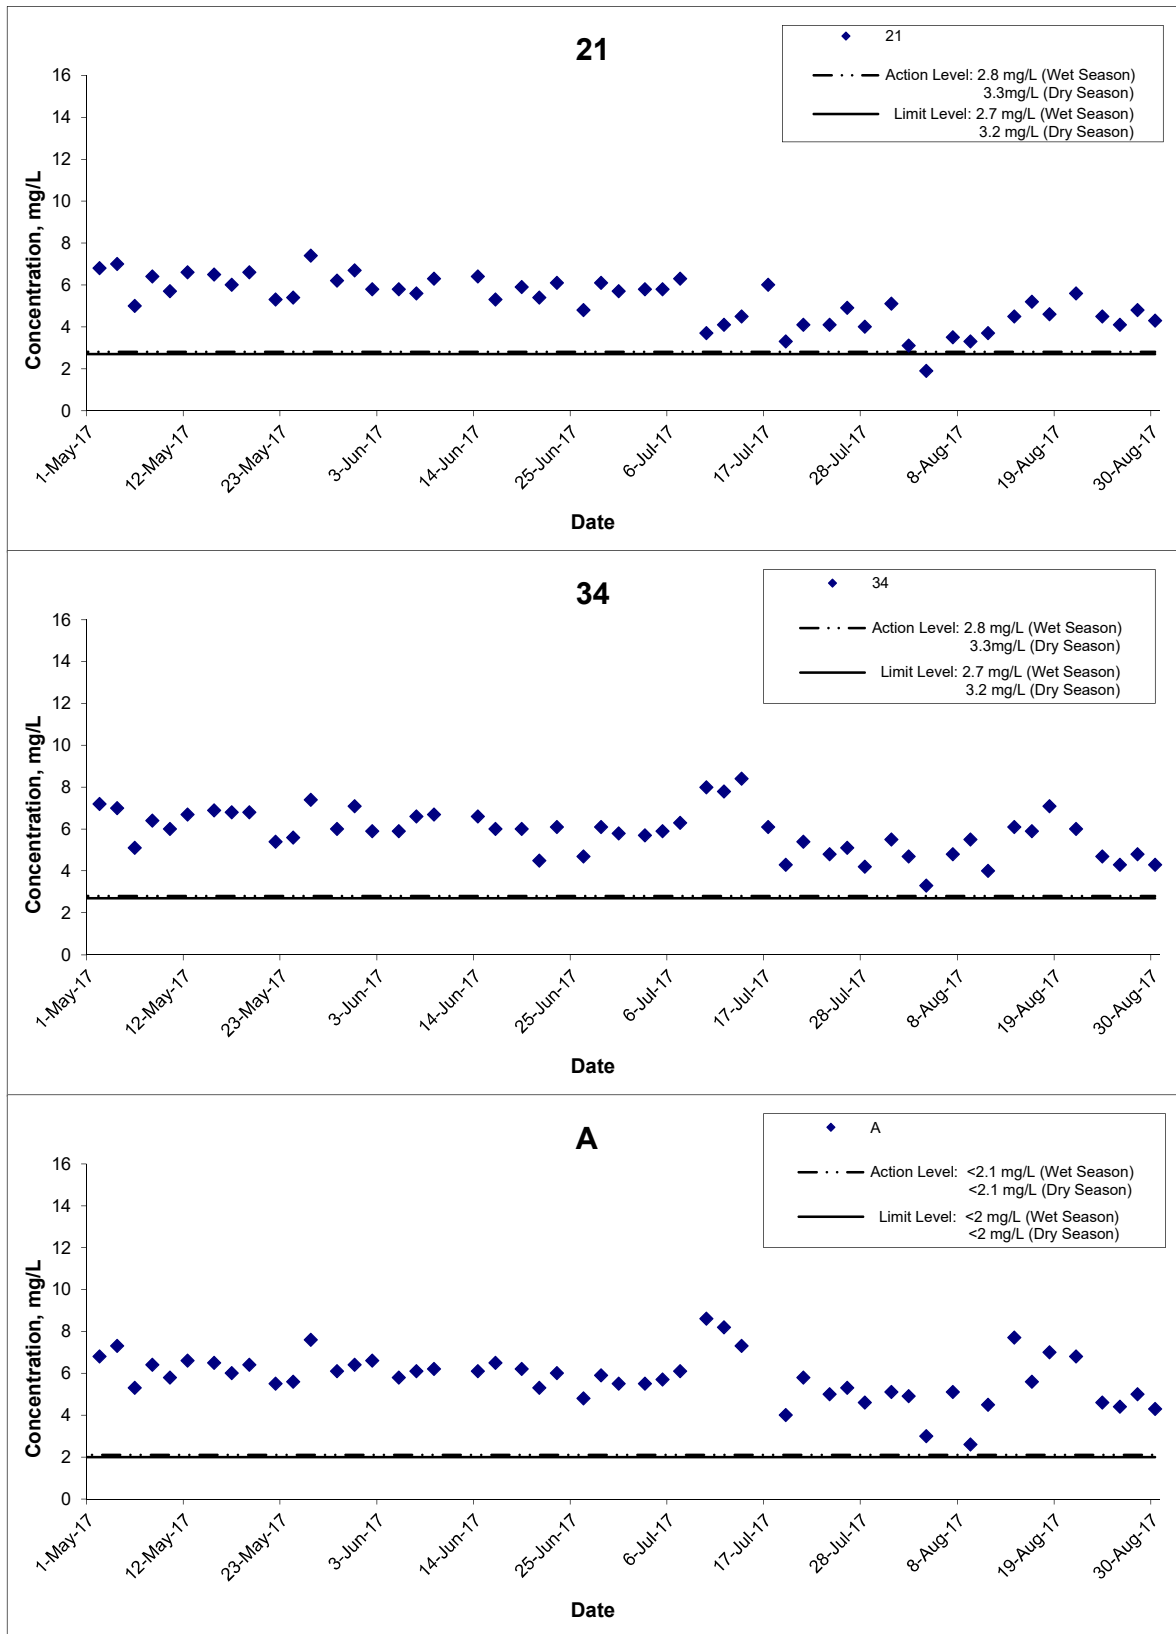 21
21
Action Level: 2.8 mg/L (Wet Season)
3.3mg/L (Dry Season)
Limit Level: 2.7 mg/L (Wet Season)
3.2 mg/L (Dry Season)
Concentration, mg/L
16
14
12
10
8
6
4
2
0
1-May-17
12-May-17
23-May-17
3-Jun-17
14-Jun-17
25-Jun-17
6-Jul-17
17-Jul-17
28-Jul-17
8-Aug-17
19-Aug-17
30-Aug-17
Date
34
34
Action Level: 2.8 mg/L (Wet Season)
3.3mg/L (Dry Season)
Limit Level: 2.7 mg/L (Wet Season)
3.2 mg/L (Dry Season)
Concentration, mg/L
16
14
12
10
8
6
4
2
0
1-May-17
12-May-17
23-May-17
3-Jun-17
14-Jun-17
25-Jun-17
6-Jul-17
17-Jul-17
28-Jul-17
8-Aug-17
19-Aug-17
30-Aug-17
Date
A
A
Action Level: <2.1 mg/L (Wet Season)
<2.1 mg/L (Dry Season)
Limit Level: <2 mg/L (Wet Season)
<2 mg/L (Dry Season)
Concentration, mg/L
16
14
12
10
8
6
4
2
0
1-May-17
12-May-17
23-May-17
3-Jun-17
14-Jun-17
25-Jun-17
6-Jul-17
17-Jul-17
28-Jul-17
8-Aug-17
19-Aug-17
30-Aug-17
Date